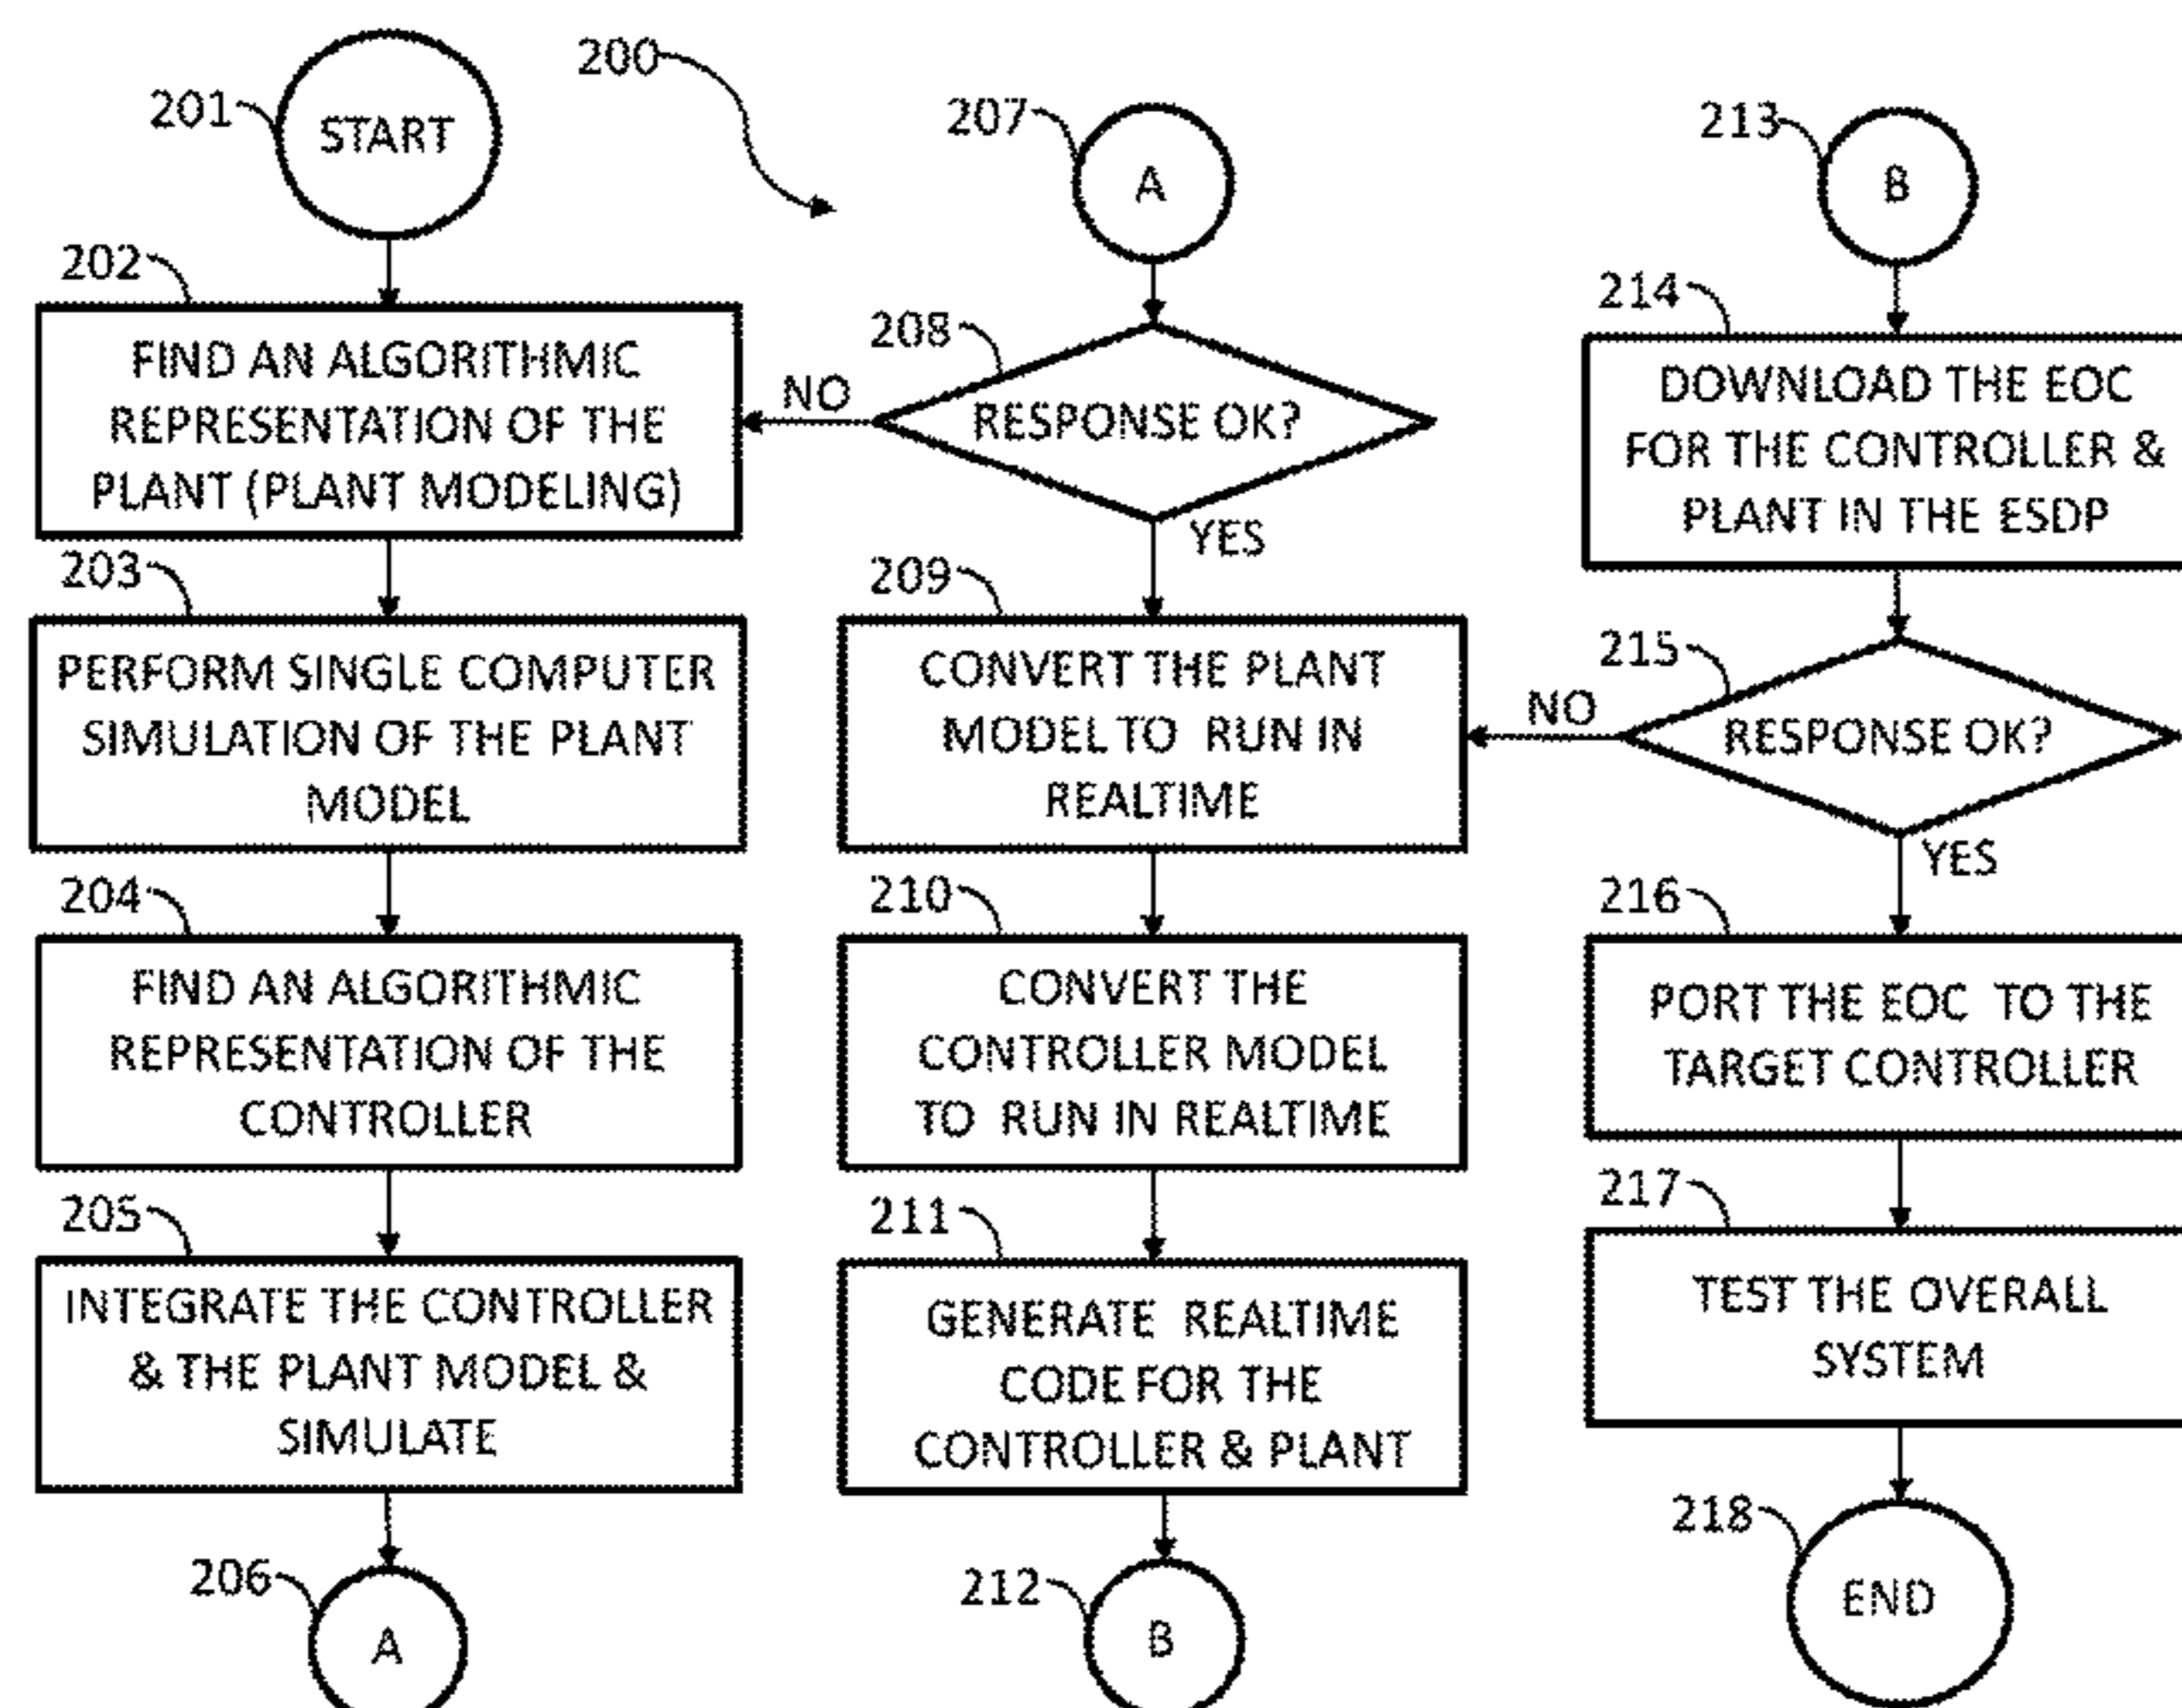 200
201
START
202
FIND AN ALGORITHMIC
REPRESENTATION OF THE
PLANT (PLANT MODELING)
203
PERFORM SINGLE COMPUTER
SIMULATION OF THE PLANT
MODEL
204
FIND AN ALGORITHMIC
REPRESENTATION OF THE
CONTROLLER
205
INTEGRATE THE CONTROLLER
& THE PLANT MODEL &
SIMULATE
206
A
207
A
208
RESPONSE OK?
NO
YES
209
CONVERT THE PLANT
MODEL TO RUN IN
REALTIME
210
CONVERT THE
CONTROLLER MODEL
TO RUN IN REALTIME
211
GENERATE REALTIME
CODE FOR THE
CONTROLLER & PLANT
212
B
213
B
214
DOWNLOAD THE EOC
FOR THE CONTROLLER &
PLANT IN THE ESDP
215
RESPONSE OK?
NO
YES
216
PORT THE EOC TO THE
TARGET CONTROLLER
217
TEST THE OVERALL
SYSTEM
218
END